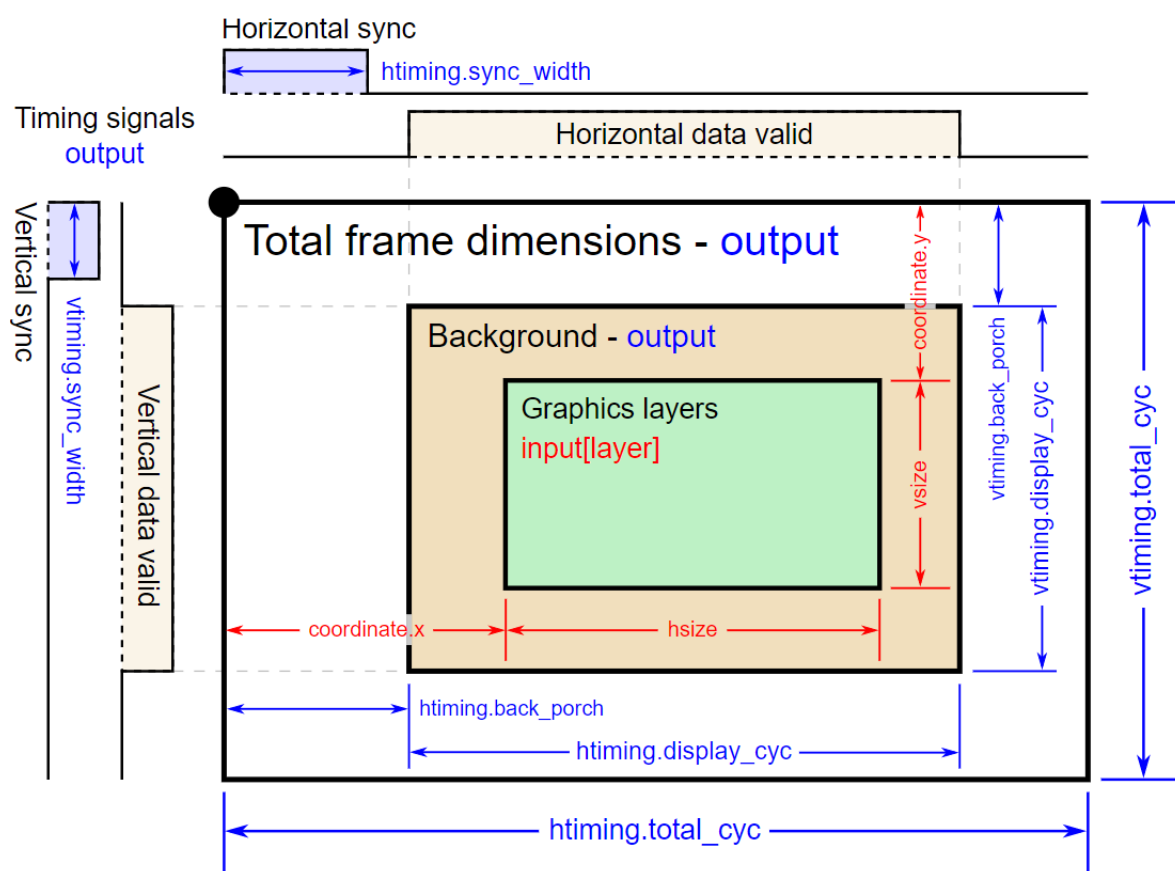 Horizontal sync
htiming.sync_width
Timing signals
output
Horizontal data valid
Vertical sync
vtiming.sync_width
Vertical data valid
Total frame dimensions - output
coordinate.y
vtiming.back_porch
Background - output
Graphics layers
input[layer]
vsize
vtiming.display_cyc
vtiming.total_cyc
coordinate.x
hsize
htiming.back_porch
htiming.display_cyc
htiming.total_cyc